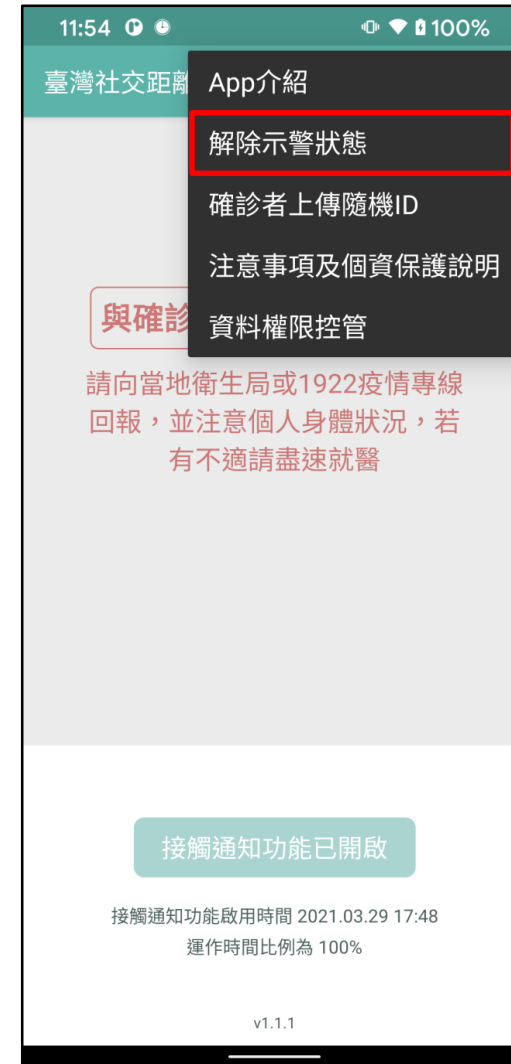 11:54 100%
臺灣社交距離
App介紹
解除示警狀態
確診者上傳隨機ID
注意事項及個資保護說明
資料權限控管
與確診
請向當地衛生局或1922疫情專線
回報，並注意個人身體狀況，若
有不適請盡速就醫
接觸通知功能已開啟
接觸通知功能啟用時間 2021.03.29 17:48
運作時間比例為 100%
v1.1.1